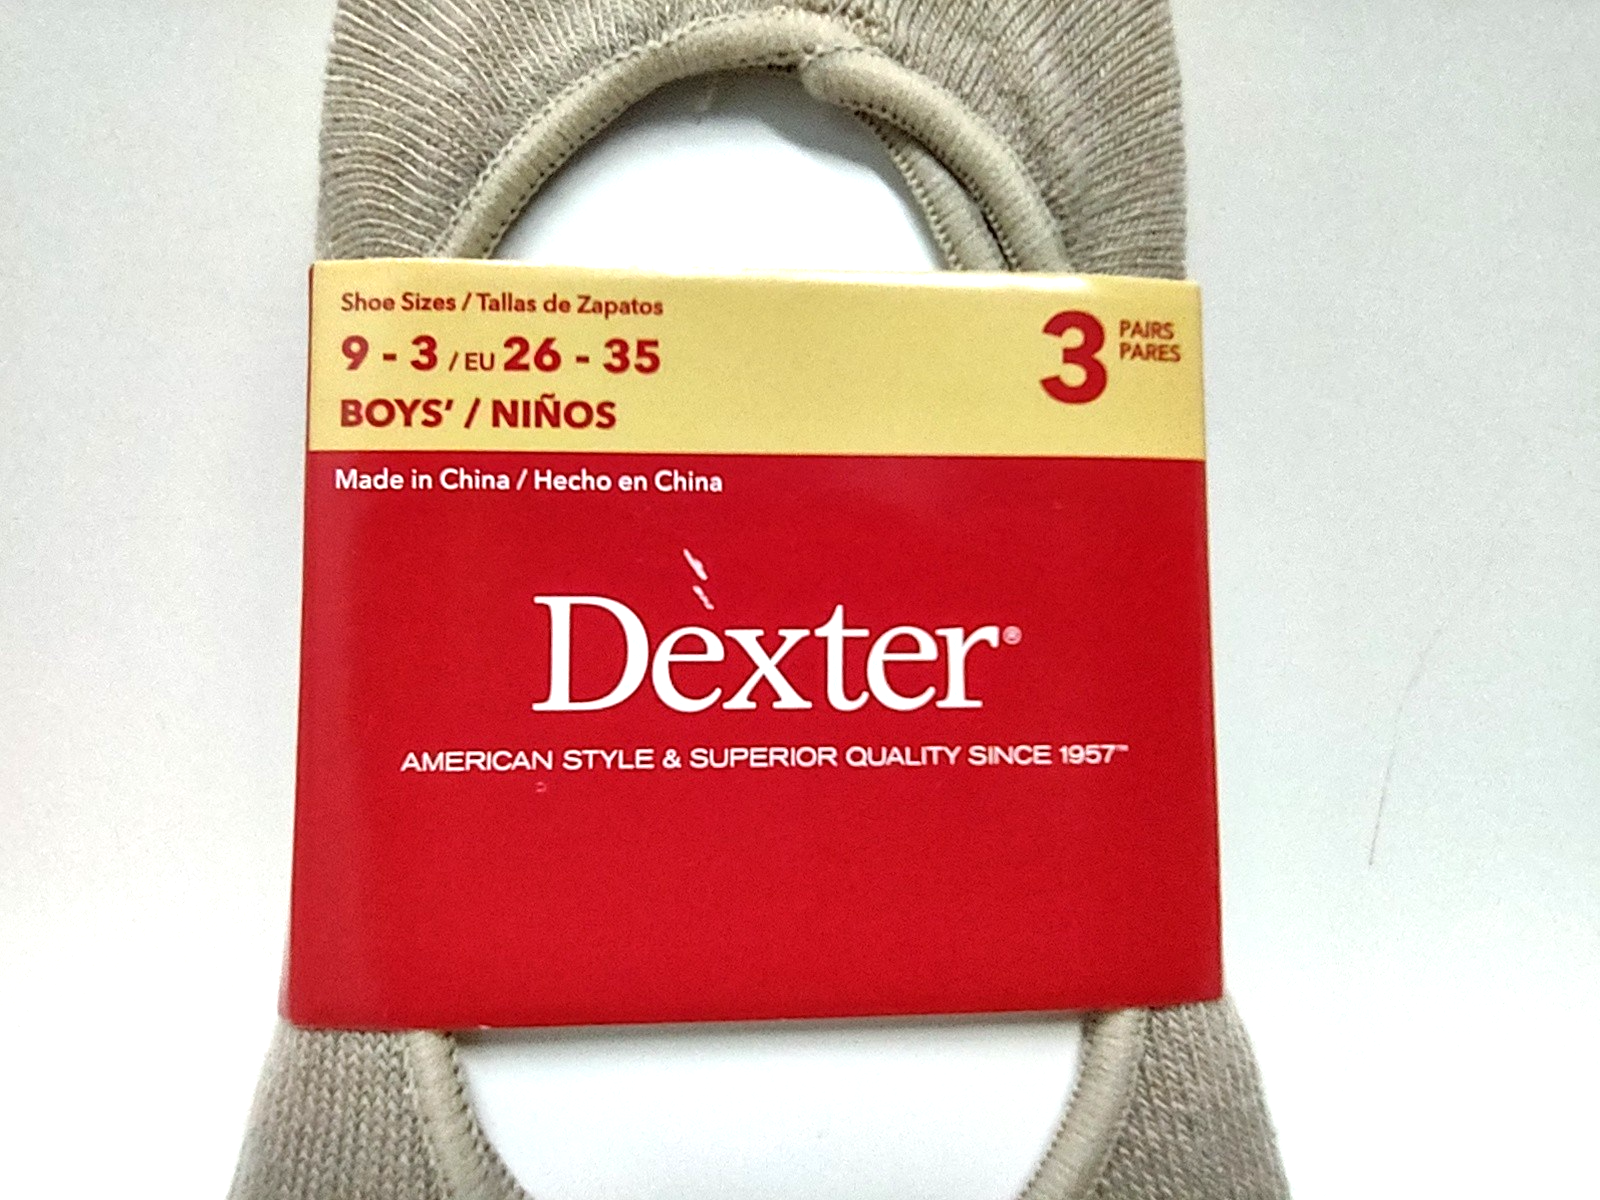 Shoe Sizes / Tallas de Zapatos
9 - 3 / EU 26 - 35
BOYS' / NIÑOS
3 PAIRS
PARES
Made in China / Hecho en China
Dexter®
AMERICAN STYLE & SUPERIOR QUALITY SINCE 1957™